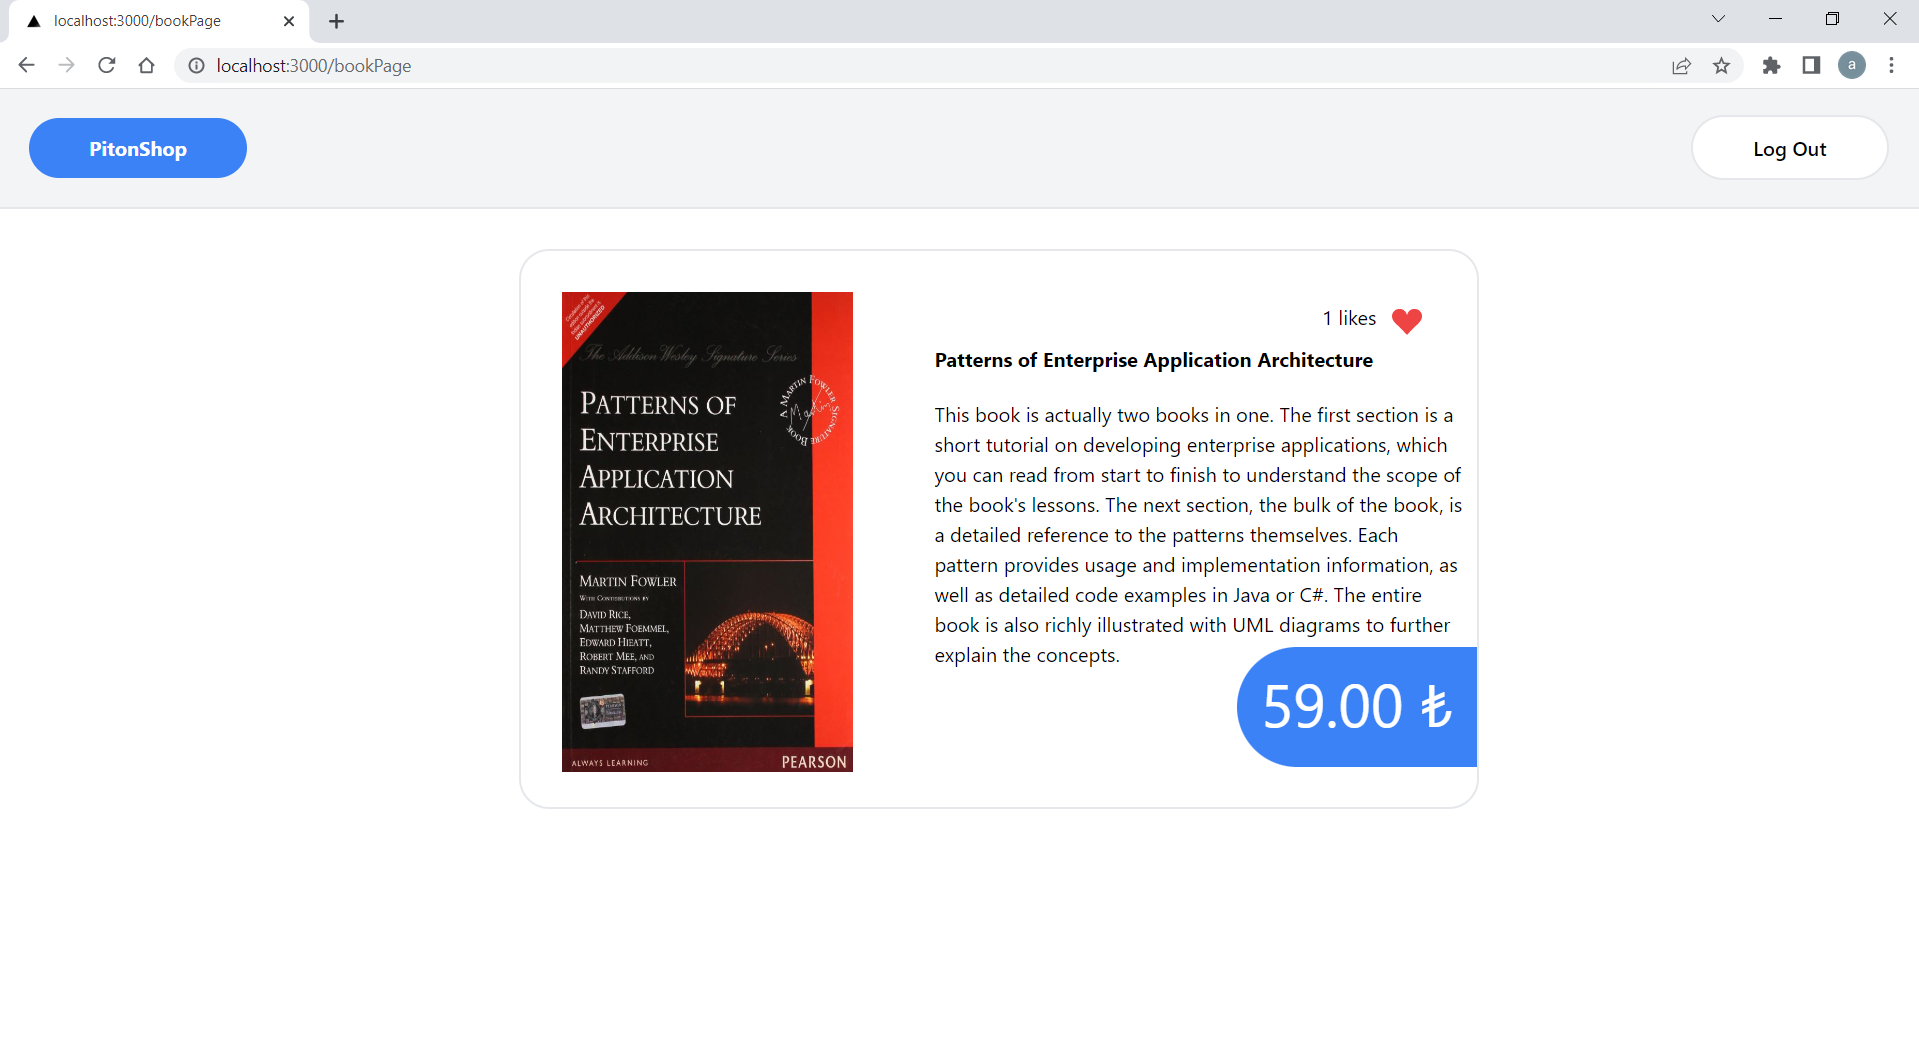 localhost:3000/bookPage
localhost:3000/bookPage
a
PitonShop
Log Out
UNAUTHORIZED
The Addison Wesley Signature Series
PATTERNS OF
ENTERPRISE
APPLICATION
ARCHITECTURE
A MARTIN FOWLER SIGNATURE BOOK
Martin
MARTIN FOWLER
WITH CONTRIBUTIONS BY
DAVID RICE,
MATTHEW FOEMMEL,
EDWARD HIEATT,
ROBERT MEE, AND
RANDY STAFFORD
ALWAYS LEARNING
PEARSON
1 likes
Patterns of Enterprise Application Architecture
This book is actually two books in one. The first section is a
short tutorial on developing enterprise applications, which
you can read from start to finish to understand the scope of
the book's lessons. The next section, the bulk of the book, is
a detailed reference to the patterns themselves. Each
pattern provides usage and implementation information, as
well as detailed code examples in Java or C#. The entire
book is also richly illustrated with UML diagrams to further
explain the concepts.
59.00 ₺